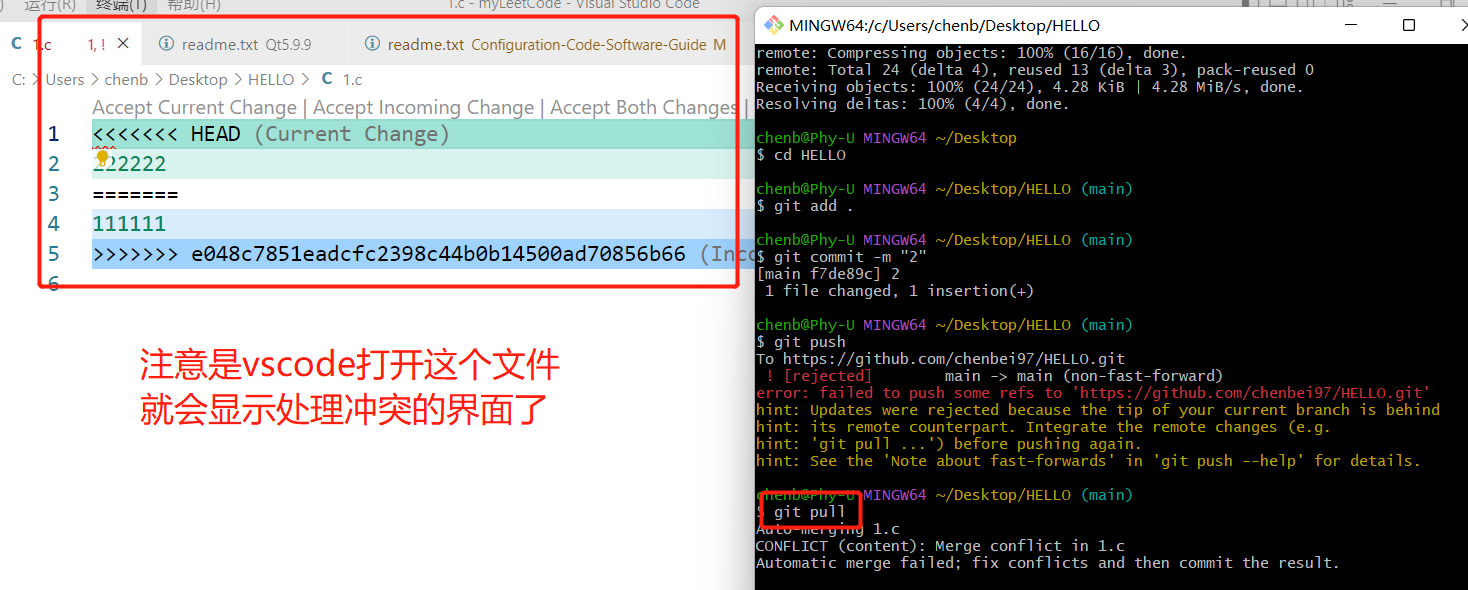 运行(R) 终端(T) 帮助(H)
1.c - myLeetCode - Visual Studio Code
C 1.c 1, ! × readme.txt Qt5.9.9 readme.txt Configuration-Code-Software-Guide M
C: > Users > chenb > Desktop > HELLO > C 1.c
Accept Current Change | Accept Incoming Change | Accept Both Changes |
1 <<<<<<< HEAD (Current Change)
2 222222
3 =======
4 111111
5 >>>>>>> e048c7851eadcfc2398c44b0b14500ad70856b66 (Inco
6
注意是vscode打开这个文件
就会显示处理冲突的界面了
MINGW64:/c/Users/chenb/Desktop/HELLO
remote: Compressing objects: 100% (16/16), done.
remote: Total 24 (delta 4), reused 13 (delta 3), pack-reused 0
Receiving objects: 100% (24/24), 4.28 KiB | 4.28 MiB/s, done.
Resolving deltas: 100% (4/4), done.
chenb@Phy-U MINGW64 ~/Desktop
$ cd HELLO
chenb@Phy-U MINGW64 ~/Desktop/HELLO (main)
$ git add .
chenb@Phy-U MINGW64 ~/Desktop/HELLO (main)
$ git commit -m "2"
[main f7de89c] 2
1 file changed, 1 insertion(+)
chenb@Phy-U MINGW64 ~/Desktop/HELLO (main)
$ git push
To https://github.com/chenbei97/HELLO.git
! [rejected] main -> main (non-fast-forward)
error: failed to push some refs to 'https://github.com/chenbei97/HELLO.git'
hint: Updates were rejected because the tip of your current branch is behind
hint: its remote counterpart. Integrate the remote changes (e.g.
hint: 'git pull ...') before pushing again.
hint: See the 'Note about fast-forwards' in 'git push --help' for details.
chenb@Phy-U MINGW64 ~/Desktop/HELLO (main)
$ git pull
Auto-merging 1.c
CONFLICT (content): Merge conflict in 1.c
Automatic merge failed; fix conflicts and then commit the result.